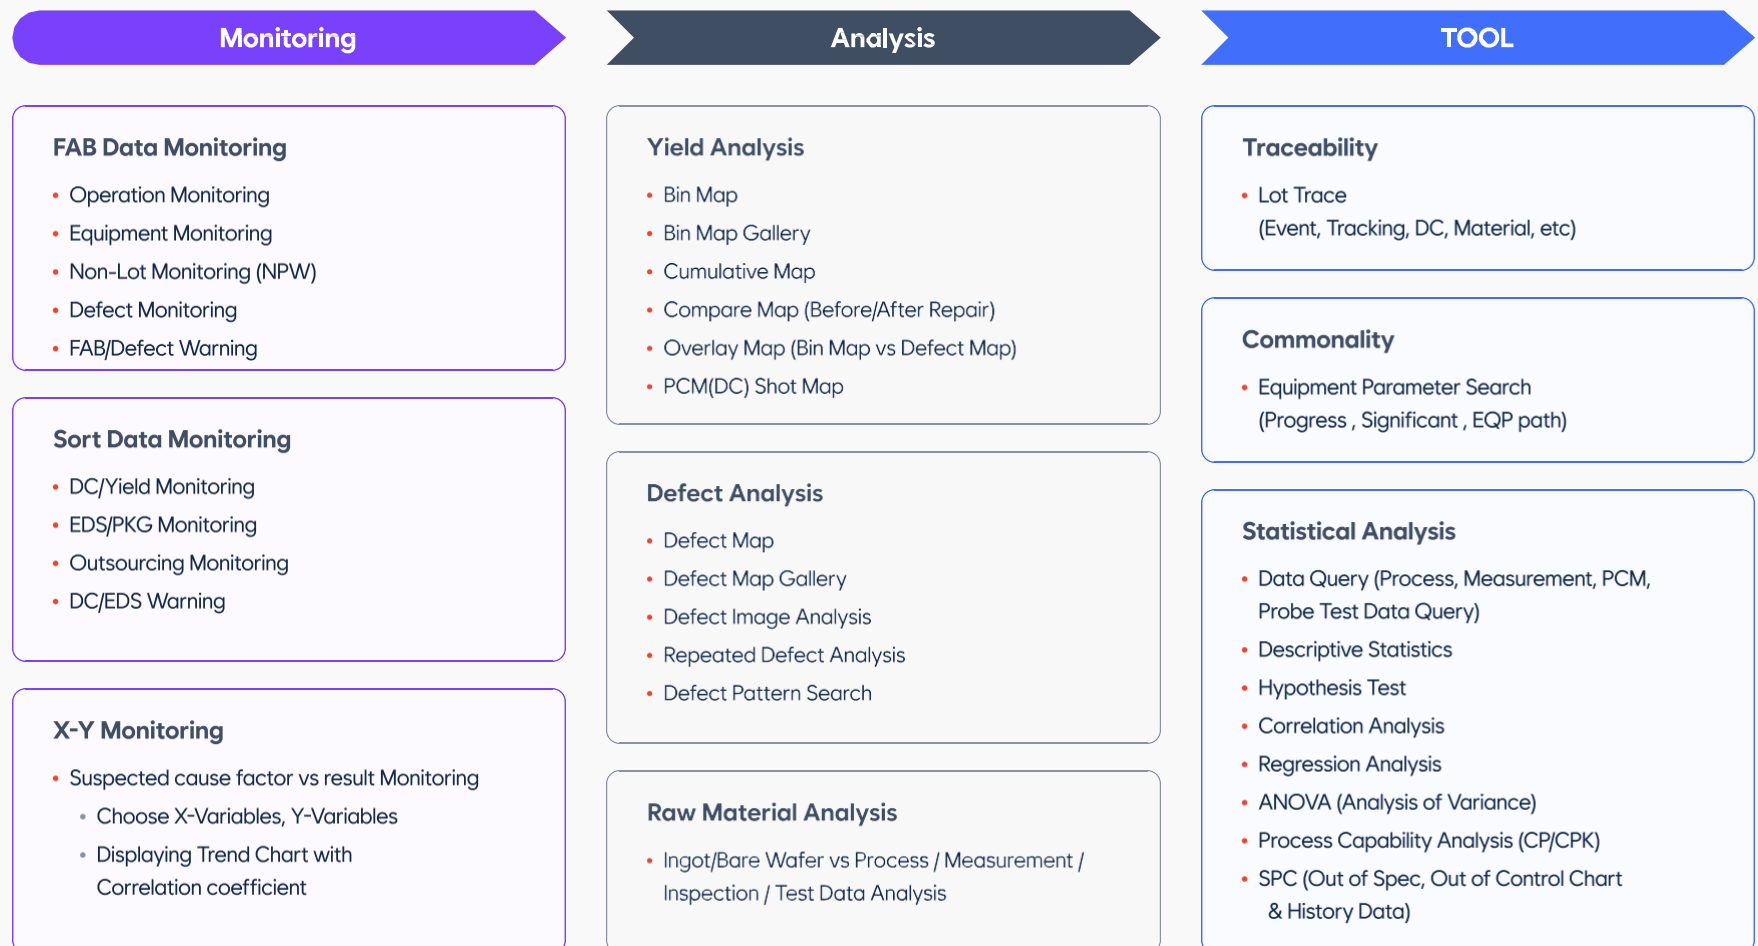 Monitoring
FAB Data Monitoring
• Operation Monitoring
• Equipment Monitoring
• Non-Lot Monitoring (NPW)
• Defect Monitoring
• FAB/Defect Warning
Sort Data Monitoring
• DC/Yield Monitoring
• EDS/PKG Monitoring
• Outsourcing Monitoring
• DC/EDS Warning
X-Y Monitoring
• Suspected cause factor vs result Monitoring
• Choose X-Variables, Y-Variables
• Displaying Trend Chart with
Correlation coefficient
Analysis
Yield Analysis
• Bin Map
• Bin Map Gallery
• Cumulative Map
• Compare Map (Before/After Repair)
• Overlay Map (Bin Map vs Defect Map)
• PCM(DC) Shot Map
Defect Analysis
• Defect Map
• Defect Map Gallery
• Defect Image Analysis
• Repeated Defect Analysis
• Defect Pattern Search
Raw Material Analysis
• Ingot/Bare Wafer vs Process / Measurement /
Inspection / Test Data Analysis
TOOL
Traceability
• Lot Trace
(Event, Tracking, DC, Material, etc)
Commonality
• Equipment Parameter Search
(Progress , Significant , EQP path)
Statistical Analysis
• Data Query (Process, Measurement, PCM,
Probe Test Data Query)
• Descriptive Statistics
• Hypothesis Test
• Correlation Analysis
• Regression Analysis
• ANOVA (Analysis of Variance)
• Process Capability Analysis (CP/CPK)
• SPC (Out of Spec, Out of Control Chart
& History Data)